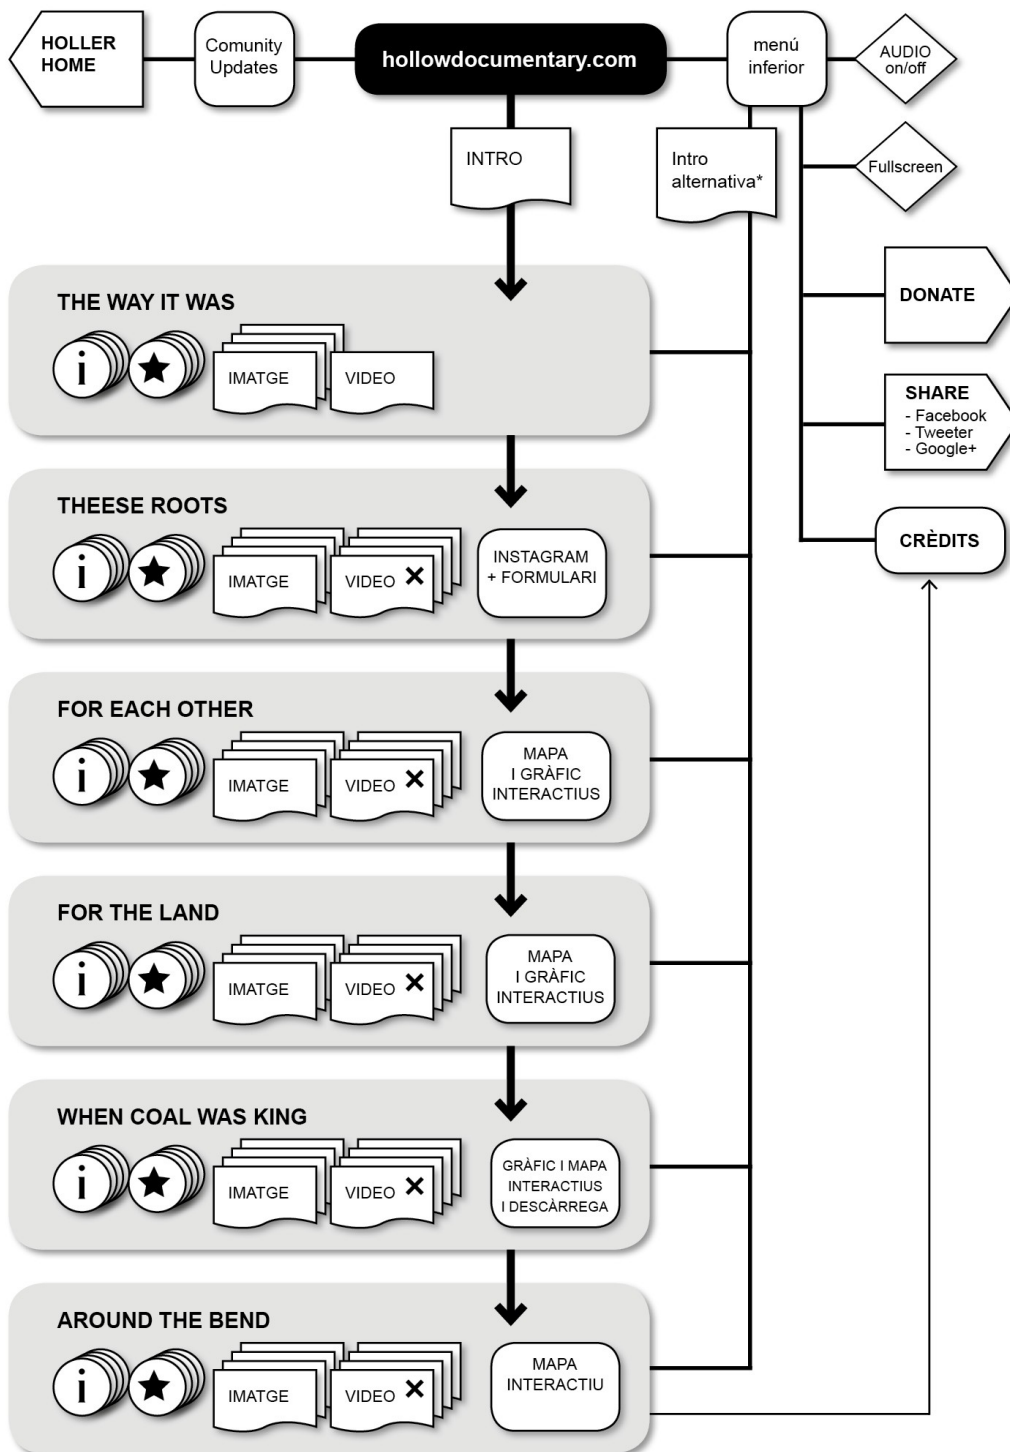 HOLLER
HOME
Comunity
Updates
hollowdocumentary.com
menú
inferior
AUDIO
on/off
INTRO
Intro
alternativa*
Fullscreen
DONATE
SHARE
- Facebook
- Tweeter
- Google+
CRÈDITS
THE WAY IT WAS
i
IMATGE
VIDEO
THEESE ROOTS
i
IMATGE
VIDEO
INSTAGRAM
+ FORMULARI
FOR EACH OTHER
i
IMATGE
VIDEO
MAPA
I GRÀFIC
INTERACTIUS
FOR THE LAND
i
IMATGE
VIDEO
MAPA
I GRÀFIC
INTERACTIUS
WHEN COAL WAS KING
i
IMATGE
VIDEO
GRÀFIC I MAPA
INTERACTIUS
I DESCÀRREGA
AROUND THE BEND
i
IMATGE
VIDEO
MAPA
INTERACTIU